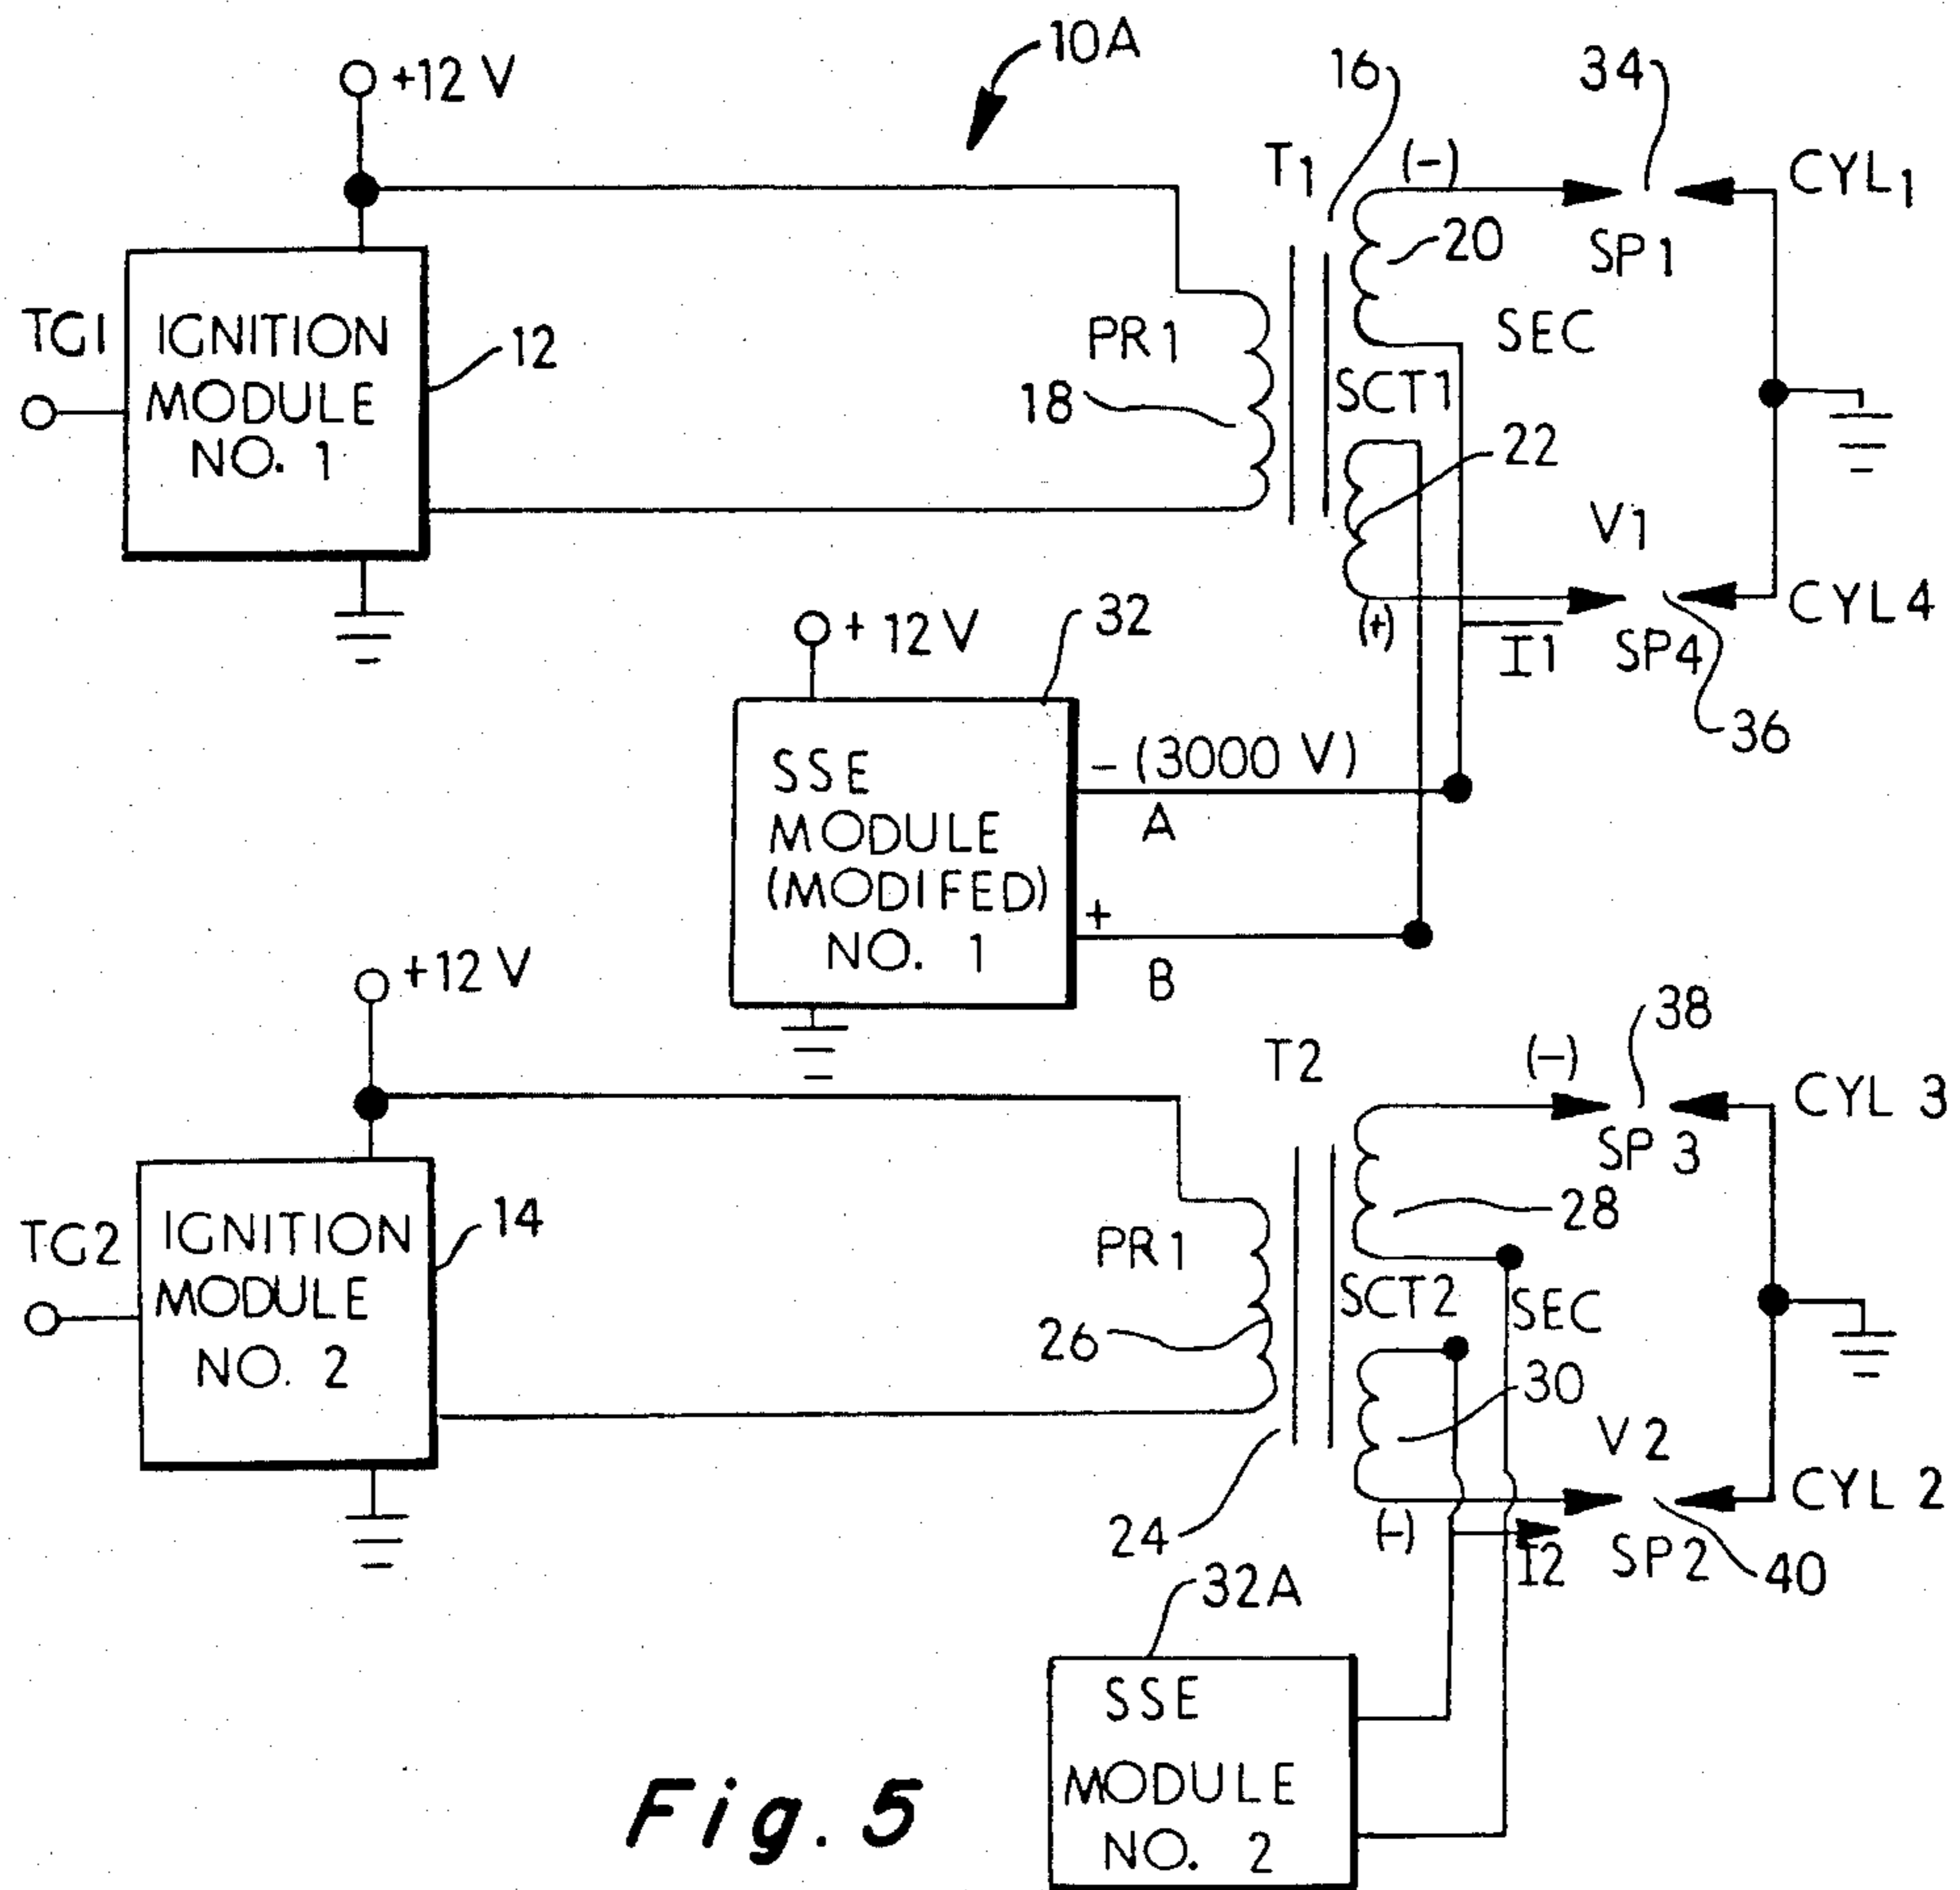 10A
+12 V
16
34
T1
(-)
CYL1
20
SP1
TG1
IGNITION
MODULE
NO. 1
12
PR1
SEC
18
SCT1
22
V1
+12 V
32
(+)
I1
SP4
CYL4
36
SSE
MODULE
(MODIFED)
NO. 1
- (3000 V)
A
+
B
+12 V
T2
(-)
38
CYL 3
SP 3
TG2
IGNITION
MODULE
NO. 2
14
PR1
28
SCT2
SEC
26
30
V2
24
(-)
I2
SP2
CYL 2
40
32A
SSE
MODULE
NO. 2
Fig. 5